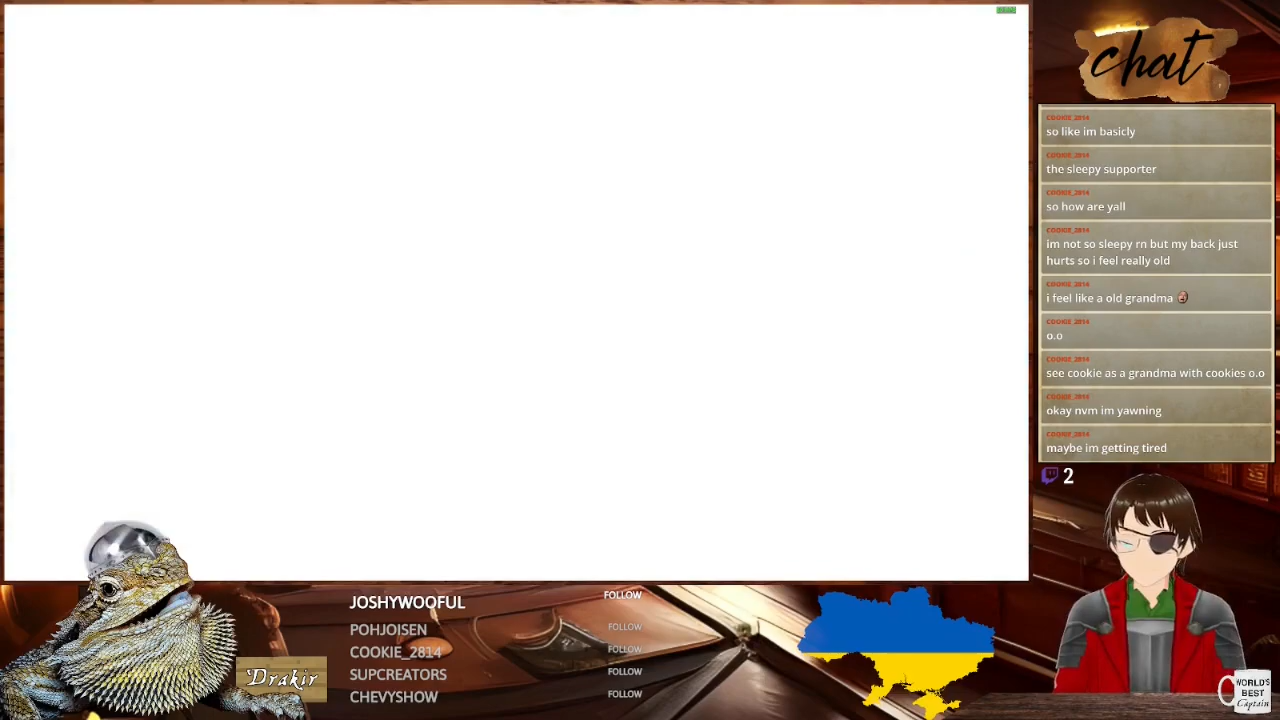 chat
COOKIE_2814
so like im basicly
COOKIE_2814
the sleepy supporter
COOKIE_2814
so how are yall
COOKIE_2814
im not so sleepy rn but my back just
hurts so i feel really old
COOKIE_2814
i feel like a old grandma
COOKIE_2814
o.o
COOKIE_2814
see cookie as a grandma with cookies o.o
COOKIE_2814
okay nvm im yawning
COOKIE_2814
maybe im getting tired
2
JOSHYWOOFUL FOLLOW
POHJOISEN FOLLOW
COOKIE_2814 FOLLOW
SUPCREATORS FOLLOW
CHEVYSHOW FOLLOW
Drakir
WORLD'S
BEST
Captain